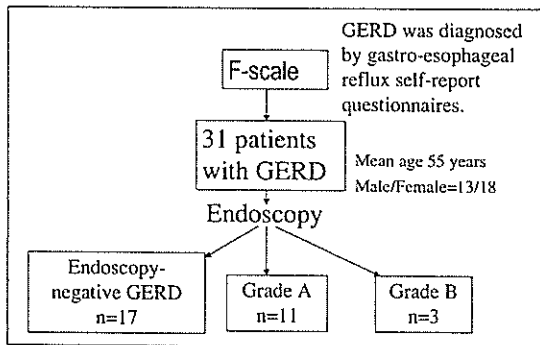 GERD was diagnosed
by gastro-esophageal
reflux self-report
questionnaires.
F-scale
31 patients
with GERD
Mean age 55 years
Male/Female=13/18
Endoscopy
Endoscopy-
negative GERD
n=17
Grade A
n=11
Grade B
n=3